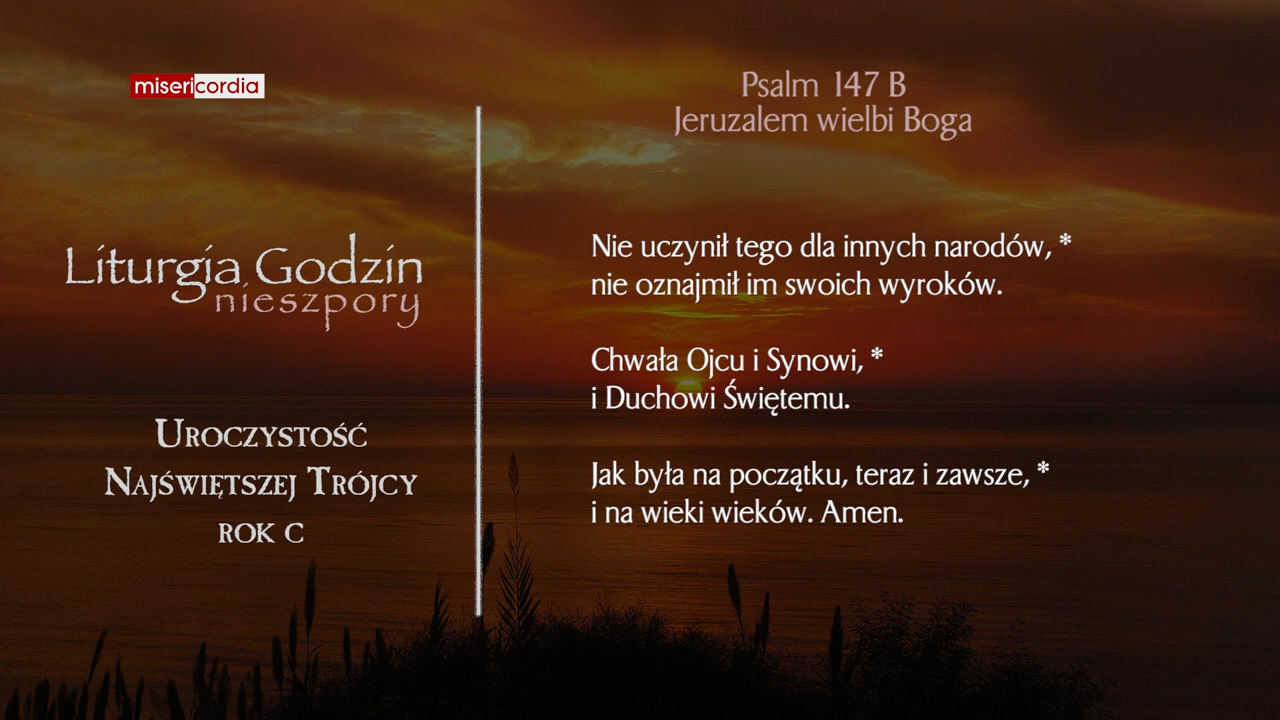 misericordia
Liturgia Godzin
nieszpory
Uroczystość
Najświętszej Trójcy
rok C
Psalm 147 B
Jeruzalem wielbi Boga
Nie uczynił tego dla innych narodów, *
nie oznajmił im swoich wyroków.
Chwała Ojcu i Synowi, *
i Duchowi Świętemu.
Jak była na początku, teraz i zawsze, *
i na wieki wieków. Amen.